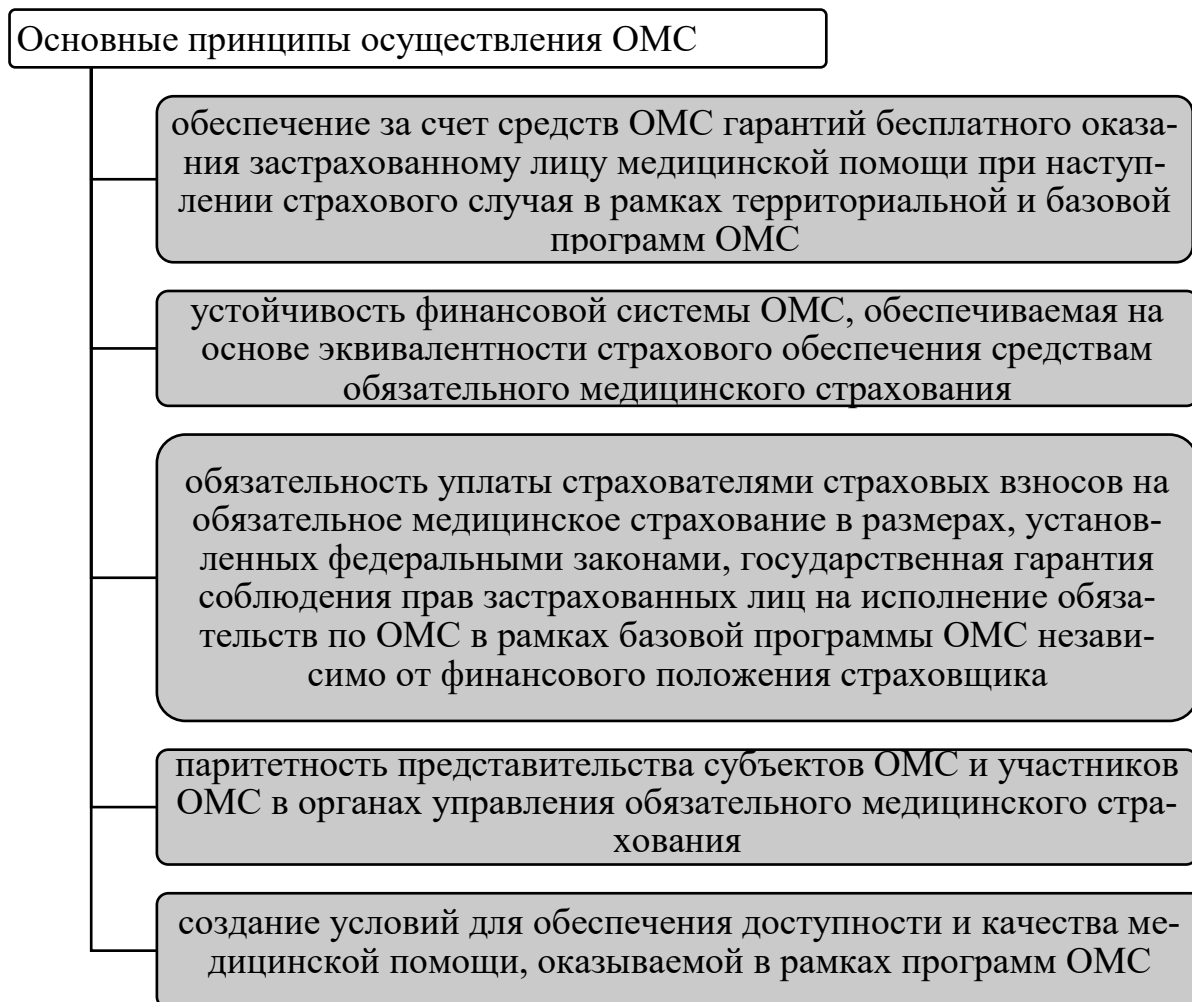 Основные принципы осуществления ОМС
обеспечение за счет средств ОМС гарантий бесплатного оказа-
ния застрахованному лицу медицинской помощи при наступ-
лении страхового случая в рамках территориальной и базовой
программ ОМС
устойчивость финансовой системы ОМС, обеспечиваемая на
основе эквивалентности страхового обеспечения средствам
обязательного медицинского страхования
обязательность уплаты страхователями страховых взносов на
обязательное медицинское страхование в размерах, установ-
ленных федеральными законами, государственная гарантия
соблюдения прав застрахованных лиц на исполнение обяза-
тельств по ОМС в рамках базовой программы ОМС незави-
симо от финансового положения страховщика
паритетность представительства субъектов ОМС и участников
ОМС в органах управления обязательного медицинского стра-
хования
создание условий для обеспечения доступности и качества ме-
дицинской помощи, оказываемой в рамках программ ОМС